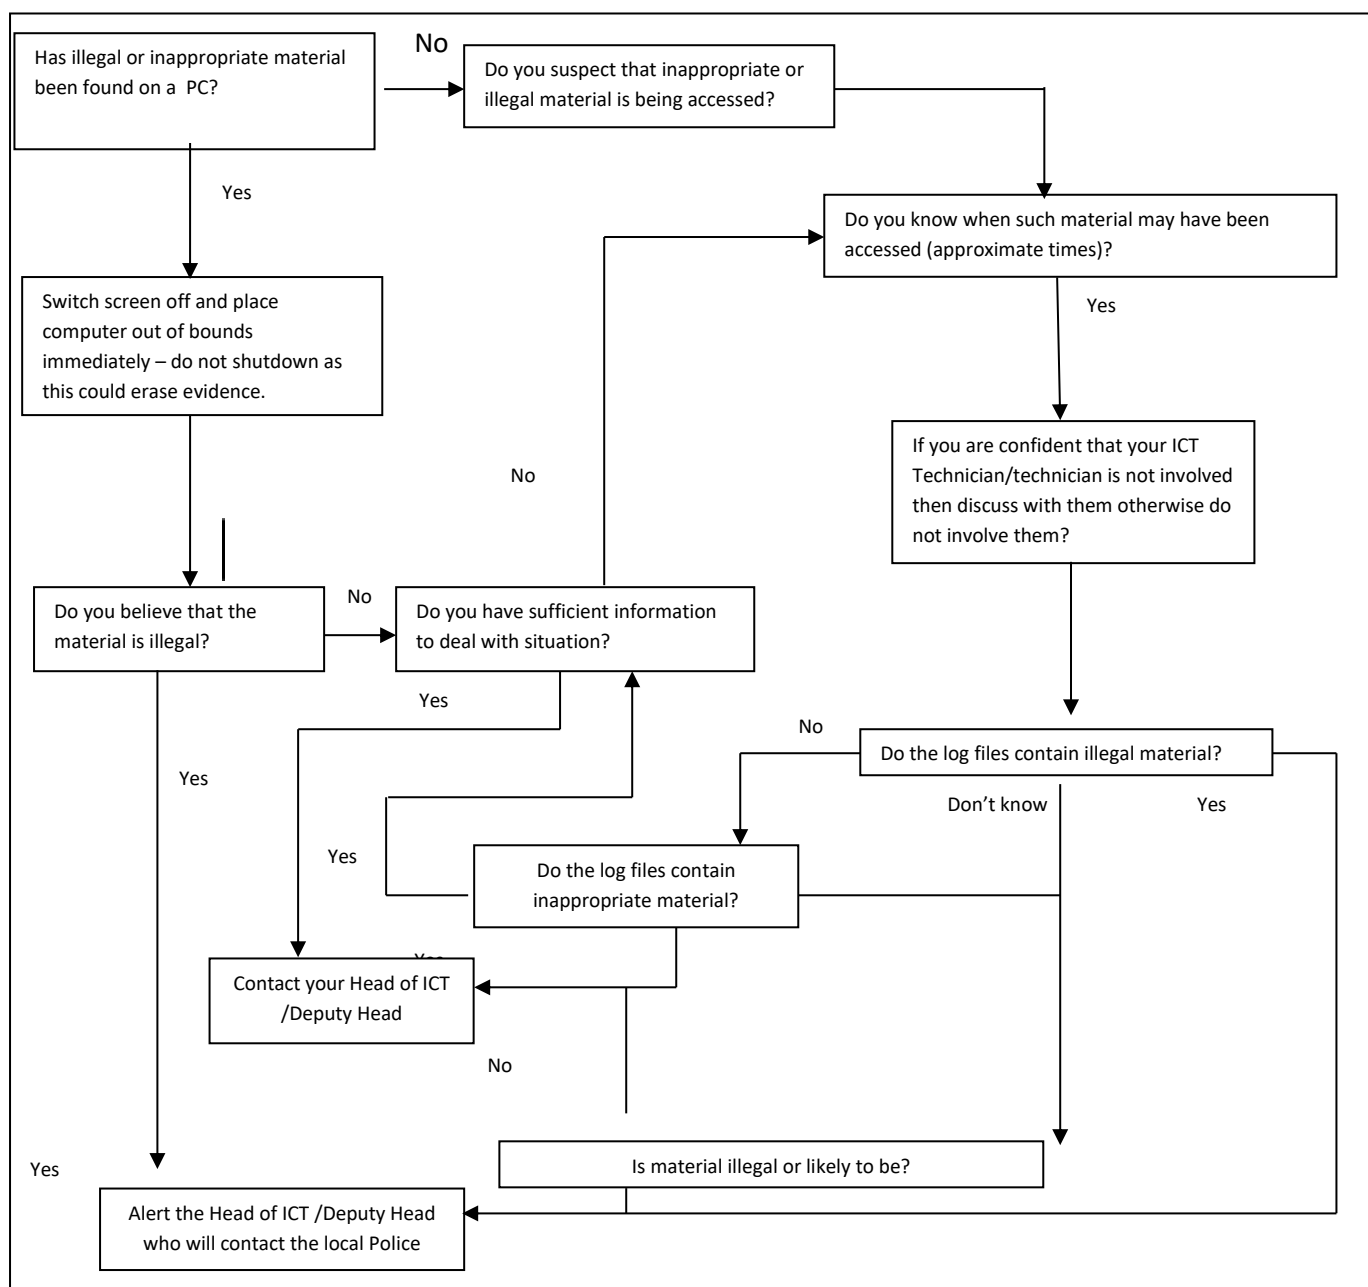 No
Has illegal or inappropriate material
been found on a PC?
Do you suspect that inappropriate or
illegal material is being accessed?
Yes
Do you know when such material may have been
accessed (approximate times)?
Switch screen off and place
computer out of bounds
immediately – do not shutdown as
this could erase evidence.
Yes
If you are confident that your ICT
Technician/technician is not involved
then discuss with them otherwise do
not involve them?
No
Do you believe that the
material is illegal?
No
Do you have sufficient information
to deal with situation?
Yes
No
Do the log files contain illegal material?
Yes
Don't know
Yes
Yes
Do the log files contain
inappropriate material?
Contact your Head of ICT
/Deputy Head
No
Is material illegal or likely to be?
Yes
Alert the Head of ICT /Deputy Head
who will contact the local Police